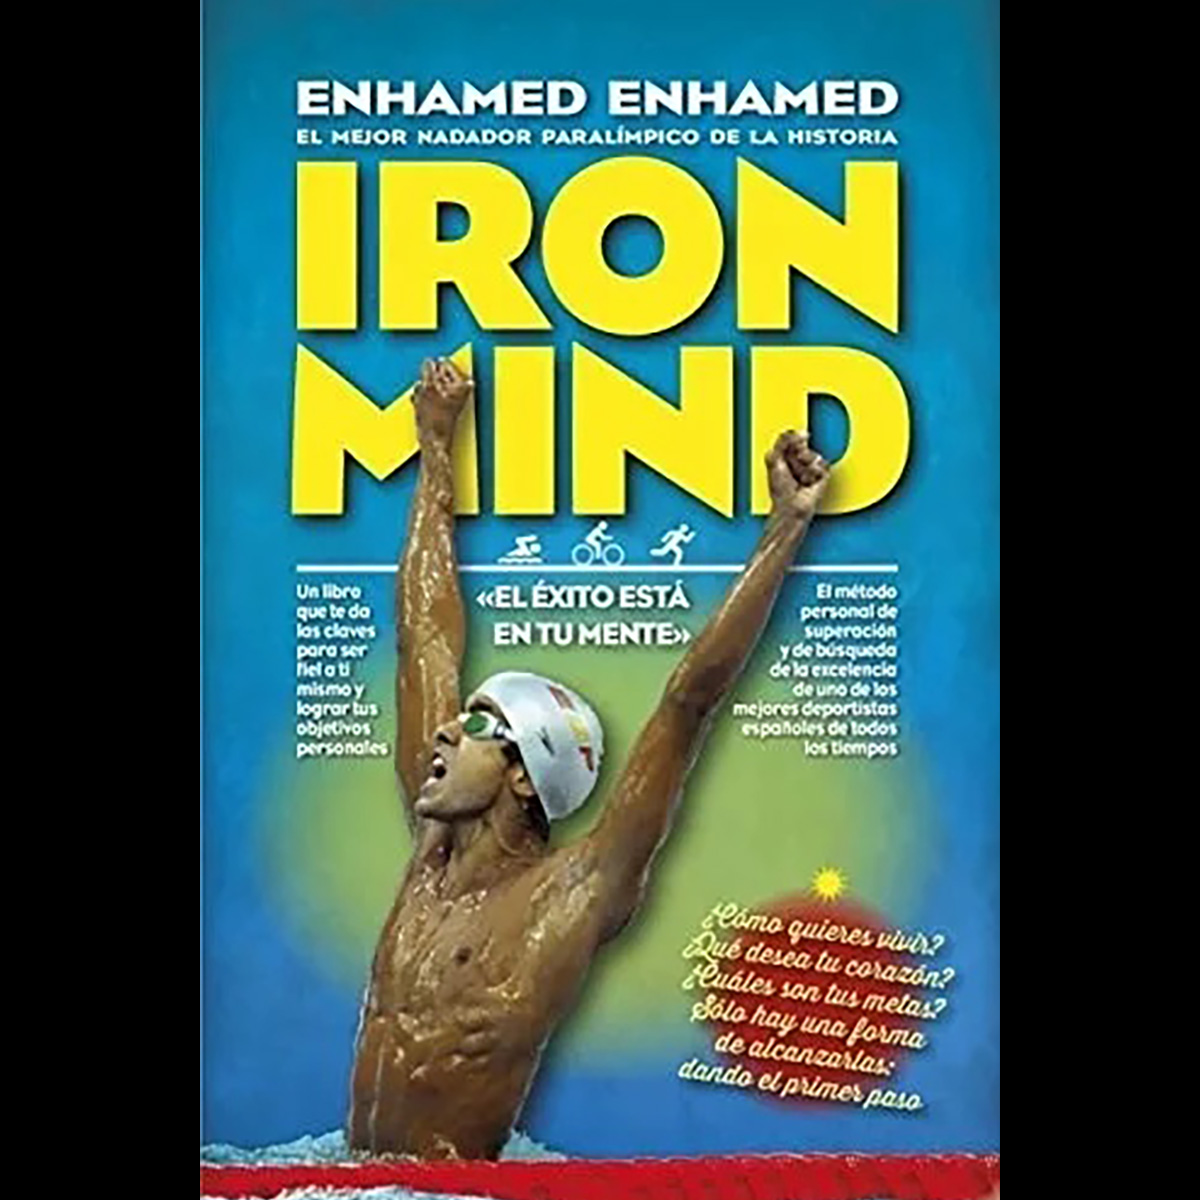 ENHAMED ENHAMED
EL MEJOR NADADOR PARALÍMPICO DE LA HISTORIA
IRON
MIND
Un libro
que te da
las claves
para ser
fiel a ti
mismo y
lograr tus
objetivos
personales
«EL ÉXITO ESTÁ
EN TU MENTE»
El método
personal de
superación
y de búsqueda
de la excelencia
de uno de los
mejores deportistas
españoles de todos
los tiempos
¿Cómo quieres vivir?
¿Qué desea tu corazón?
¿Cuáles son tus metas?
Sólo hay una forma
de alcanzarlas:
dando el primer paso